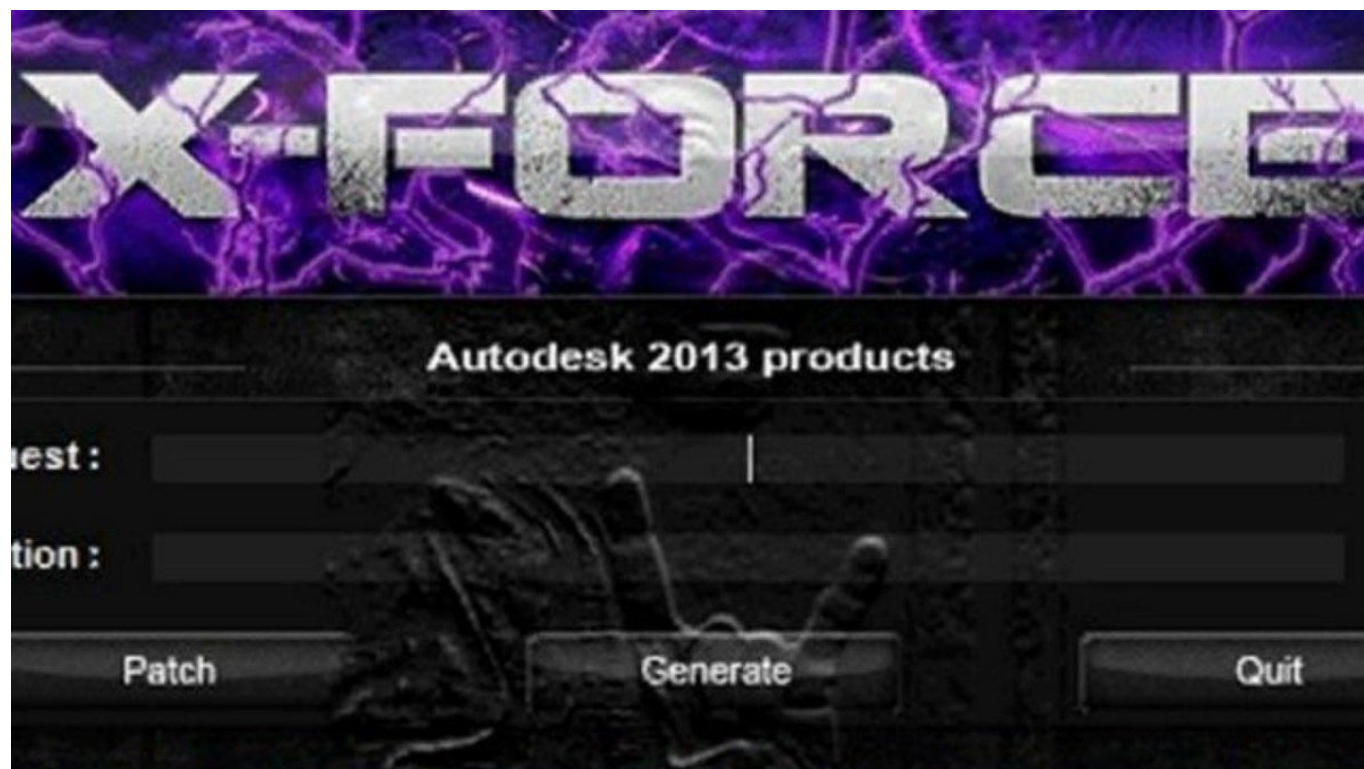 X-FORCE
Autodesk 2013 products
uest :
tion :
Patch Generate Quit